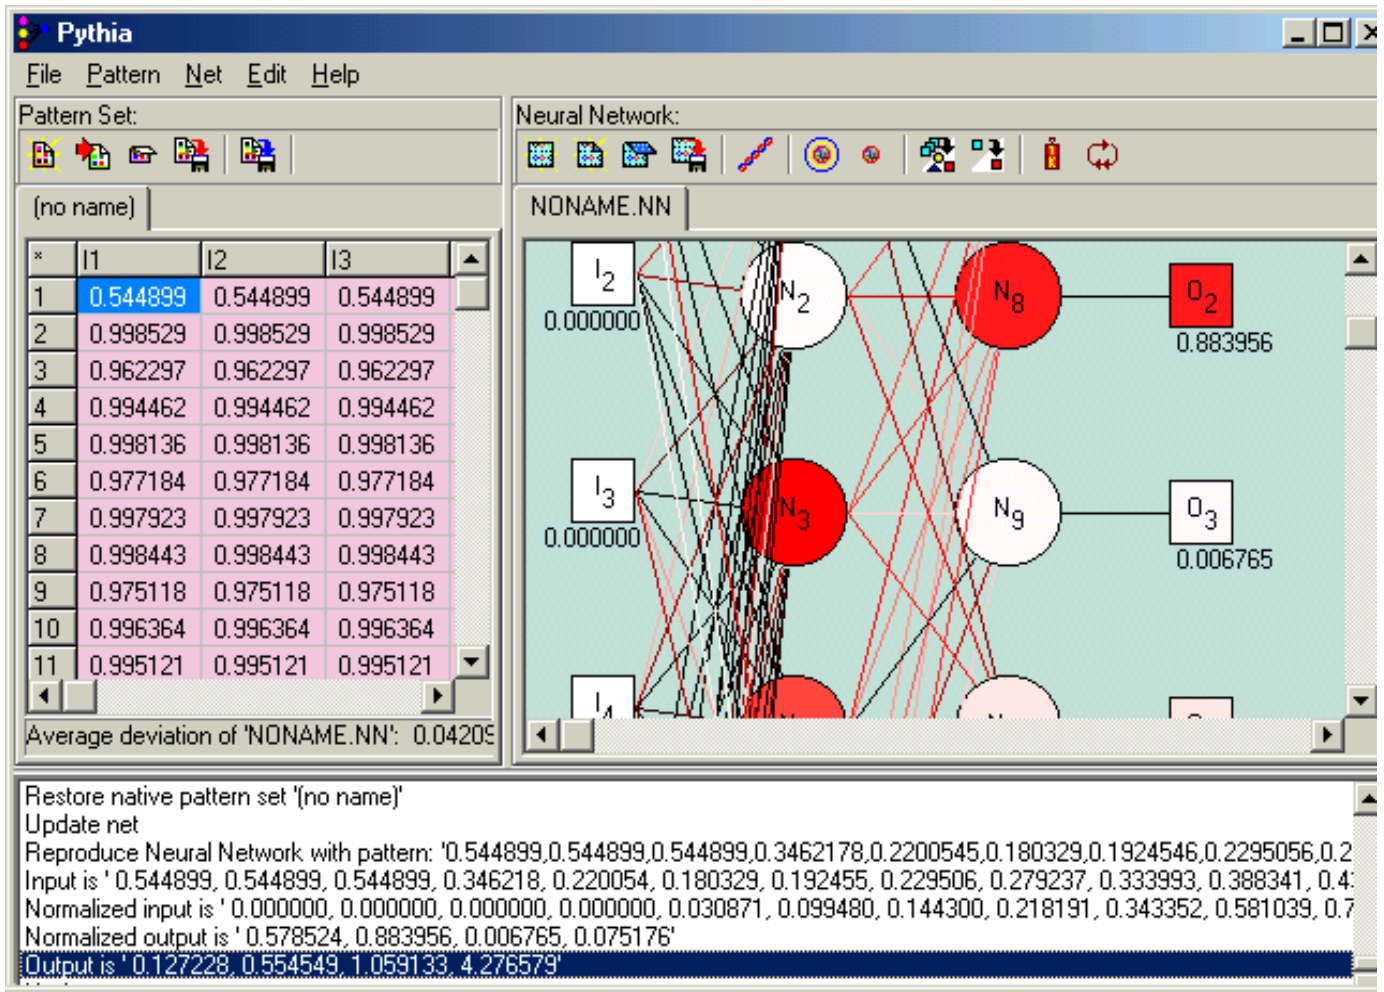 Pythia
File Pattern Net Edit Help
Pattern Set:
Neural Network:
(no name)
NONAME.NN
* I1 I2 I3
1 0.544899 0.544899 0.544899
2 0.998529 0.998529 0.998529
3 0.962297 0.962297 0.962297
4 0.994462 0.994462 0.994462
5 0.998136 0.998136 0.998136
6 0.977184 0.977184 0.977184
7 0.997923 0.997923 0.997923
8 0.998443 0.998443 0.998443
9 0.975118 0.975118 0.975118
10 0.996364 0.996364 0.996364
11 0.995121 0.995121 0.995121
Average deviation of 'NONAME.NN': 0.04209
I2 N2 N8 O2
0.000000 0.883956
I3 N3 N9 O3
0.000000 0.006765
I4
Restore native pattern set '(no name)'
Update net
Reproduce Neural Network with pattern: '0.544899,0.544899,0.544899,0.3462178,0.2200545,0.180329,0.1924546,0.2295056,0.2
Input is ' 0.544899, 0.544899, 0.544899, 0.346218, 0.220054, 0.180329, 0.192455, 0.229506, 0.279237, 0.333993, 0.388341, 0.4
Normalized input is ' 0.000000, 0.000000, 0.000000, 0.000000, 0.030871, 0.099480, 0.144300, 0.218191, 0.343352, 0.581039, 0.7
Normalized output is ' 0.578524, 0.883956, 0.006765, 0.075176'
Output is ' 0.127228, 0.554549, 1.059133, 4.276579'